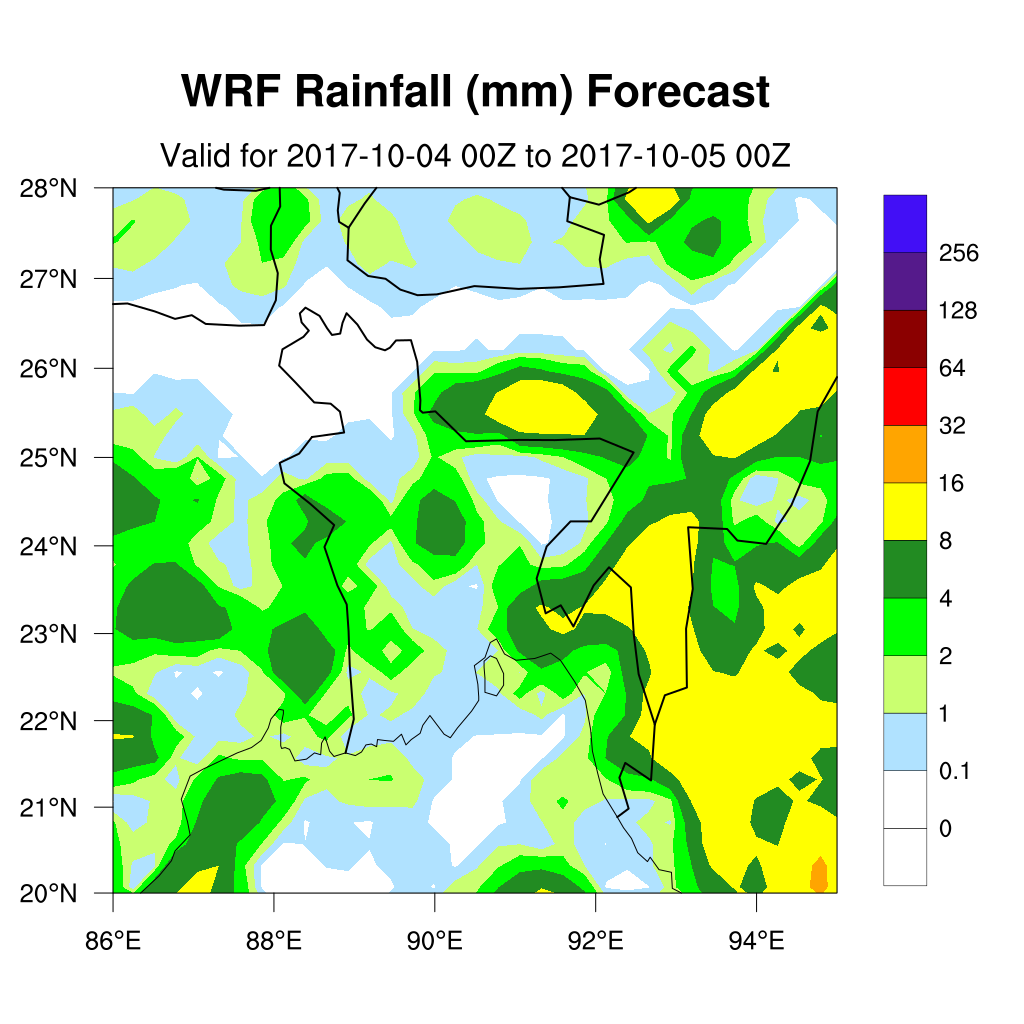 WRF Rainfall (mm) Forecast
Valid for 2017-10-04 00Z to 2017-10-05 00Z
28°N
27°N
26°N
25°N
24°N
23°N
22°N
21°N
20°N
86°E 88°E 90°E 92°E 94°E
256
128
64
32
16
8
4
2
1
0.1
0